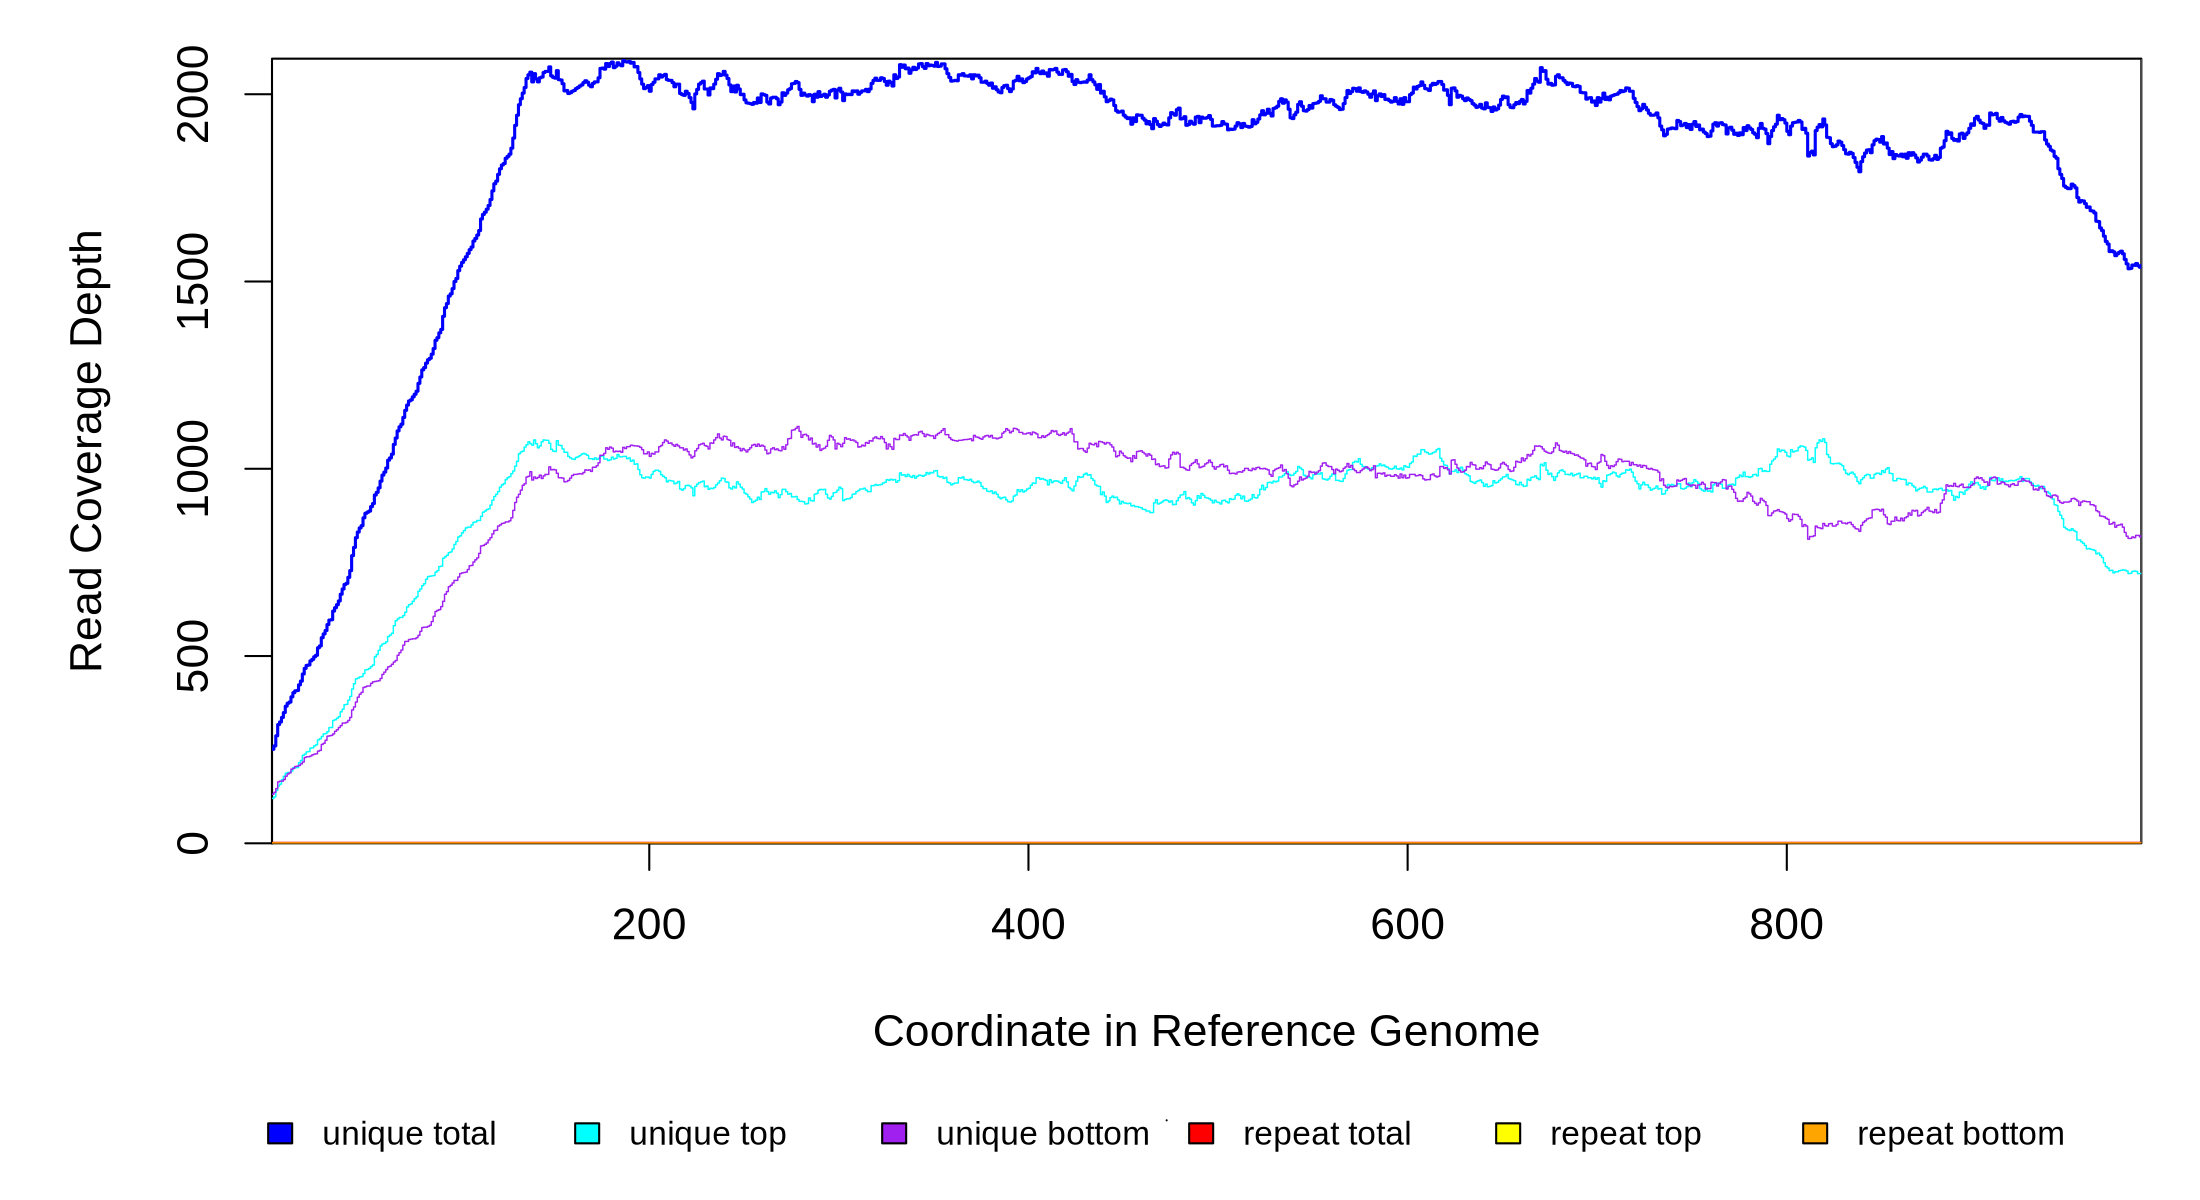 2000
1500
1000
500
0
Read Coverage Depth
200 400 600 800
Coordinate in Reference Genome
unique total unique top unique bottom repeat total repeat top repeat bottom